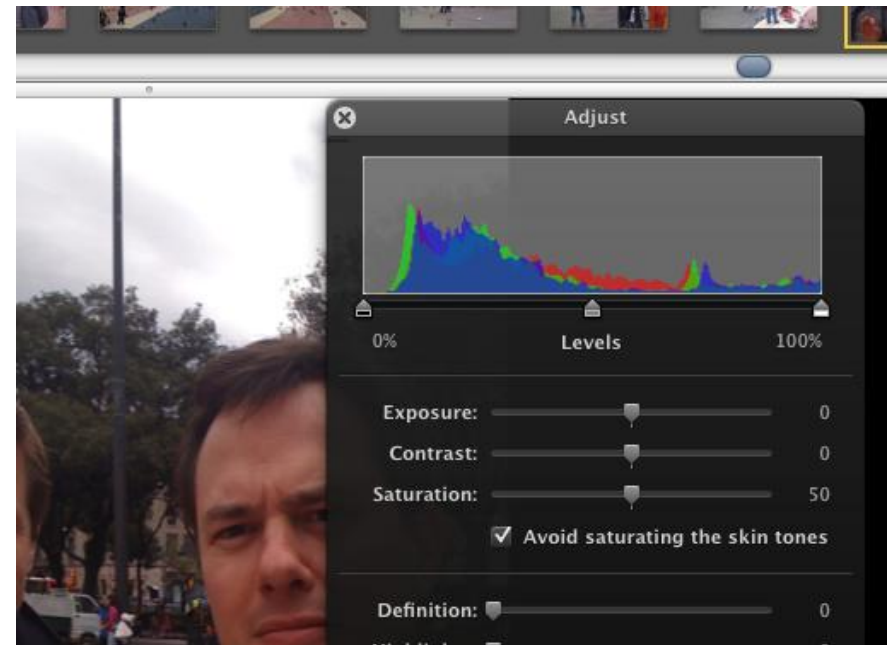 Adjust
0% Levels 100%
Exposure: 0
Contrast: 0
Saturation: 50
Avoid saturating the skin tones
Definition: 0